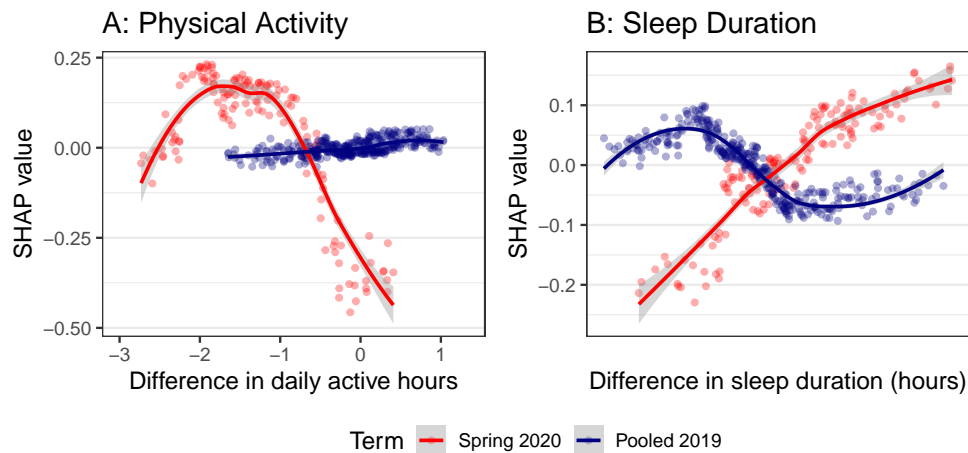 A: Physical Activity
SHAP value
0.25
0.00
−0.25
−0.50
−3
−2
−1
0
1
Difference in daily active hours
B: Sleep Duration
SHAP value
0.1
0.0
−0.1
−0.2
Difference in sleep duration (hours)
Term
Spring 2020
Pooled 2019